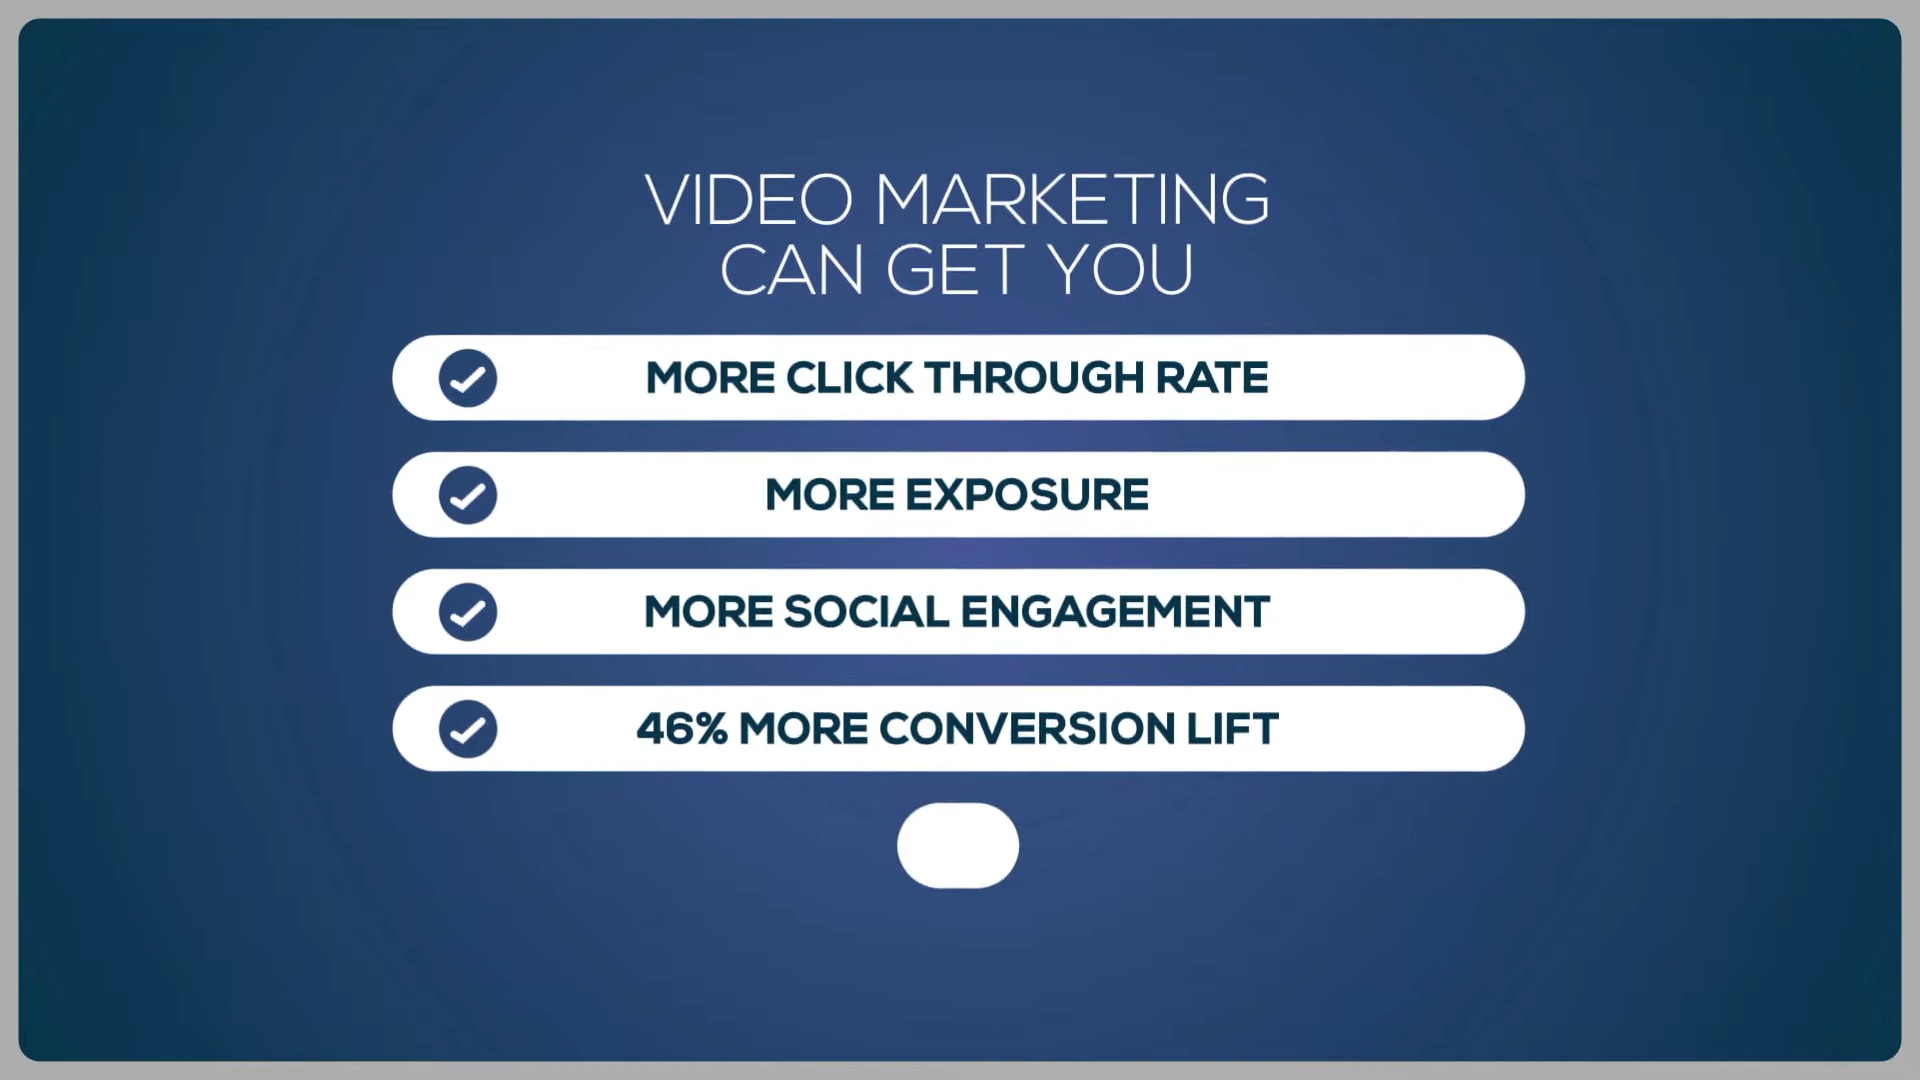 VIDEO MARKETING
CAN GET YOU
MORE CLICK THROUGH RATE
MORE EXPOSURE
MORE SOCIAL ENGAGEMENT
46% MORE CONVERSION LIFT